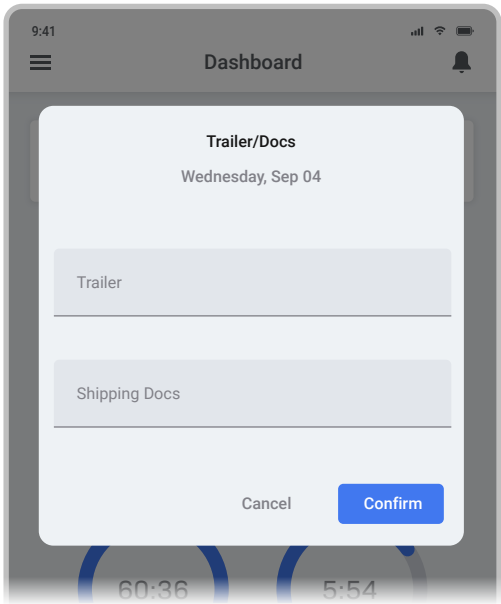 9:41
Dashboard
Trailer/Docs
Wednesday, Sep 04
Trailer
Shipping Docs
Cancel
Confirm
60:36
5:54